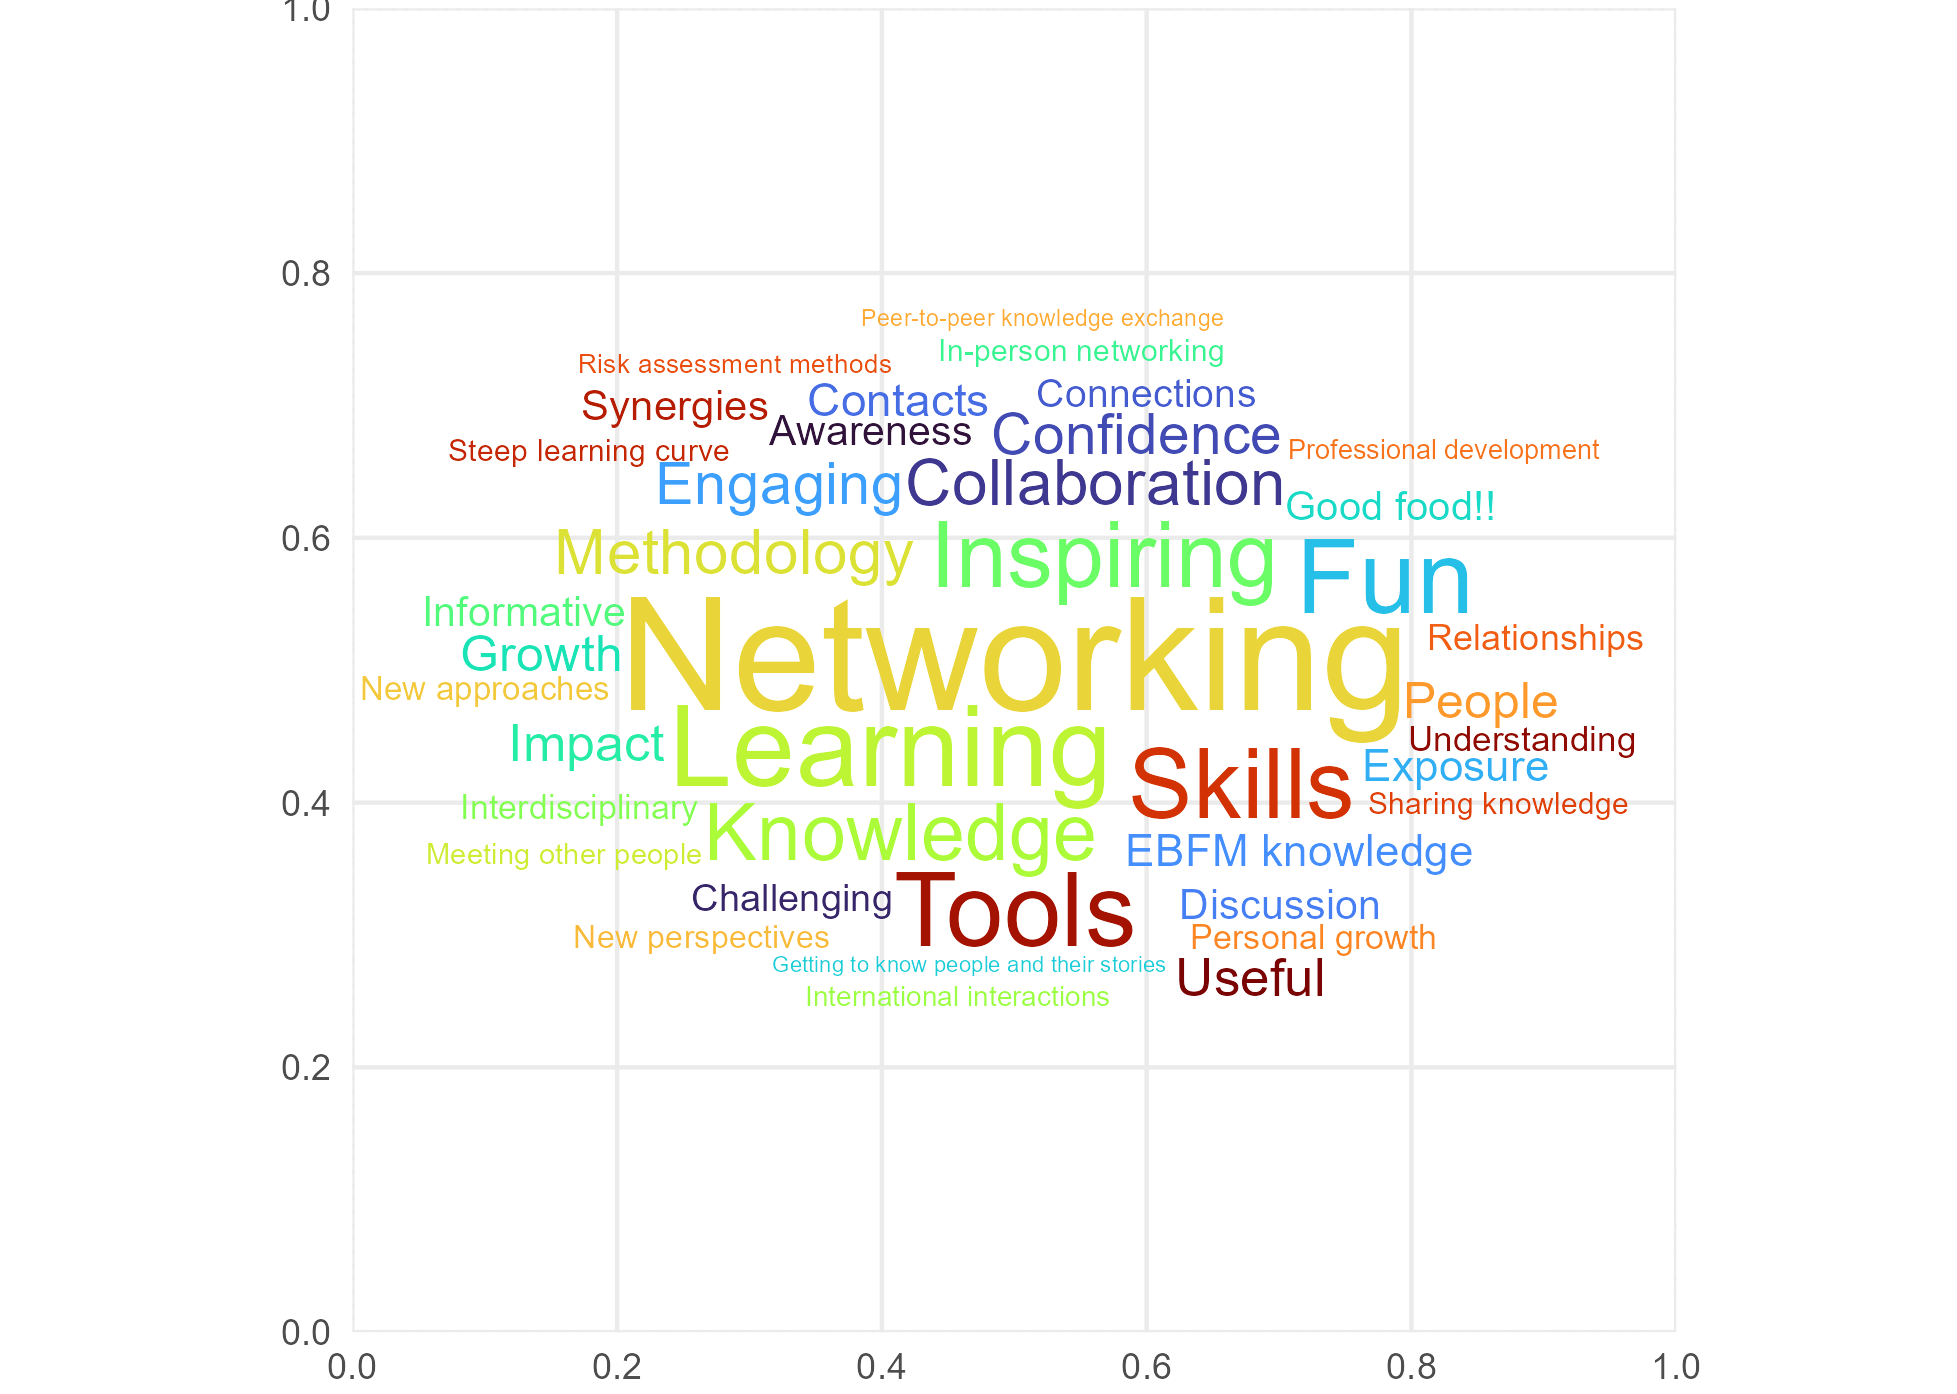 1.0
0.8
Peer-to-peer knowledge exchange
In-person networking
Risk assessment methods
Contacts
Connections
Synergies
Awareness
Confidence
Steep learning curve
Professional development
Engaging
Collaboration
Good food!!
0.6
Methodology
Inspiring
Fun
Informative
Networking
Relationships
Growth
New approaches
People
Impact
Learning
Understanding
Skills
Exposure
0.4
Interdisciplinary
Sharing knowledge
Knowledge
Meeting other people
EBFM knowledge
Challenging
Tools
Discussion
New perspectives
Personal growth
Getting to know people and their stories
Useful
International interactions
0.2
0.0
0.0 0.2 0.4 0.6 0.8 1.0